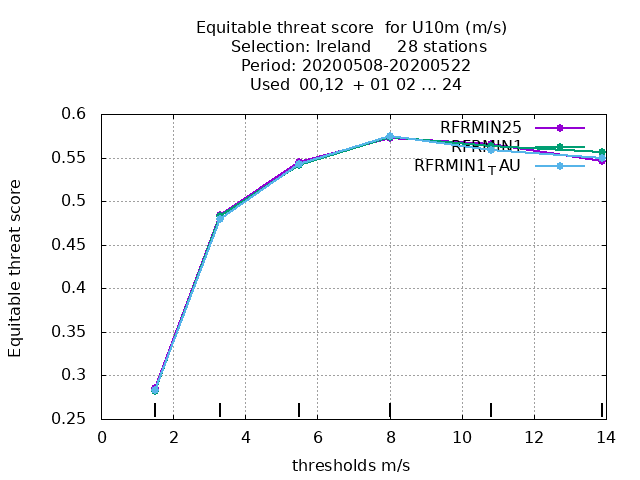 Equitable threat score for U10m (m/s)
Selection: Ireland 28 stations
Period: 20200508-20200522
Used 00,12 + 01 02 ... 24
RFRMIN25
RFRMIN1
RFRMIN1TAU
Equitable threat score
0.6
0.55
0.5
0.45
0.4
0.35
0.3
0.25
0 2 4 6 8 10 12 14
thresholds m/s